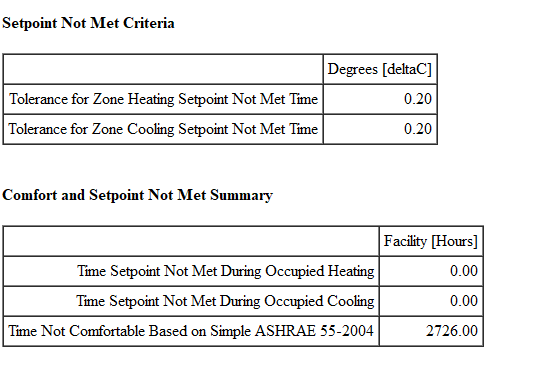 Setpoint Not Met Criteria
Degrees [deltaC]
Tolerance for Zone Heating Setpoint Not Met Time 0.20
Tolerance for Zone Cooling Setpoint Not Met Time 0.20
Comfort and Setpoint Not Met Summary
Facility [Hours]
Time Setpoint Not Met During Occupied Heating 0.00
Time Setpoint Not Met During Occupied Cooling 0.00
Time Not Comfortable Based on Simple ASHRAE 55-2004 2726.00